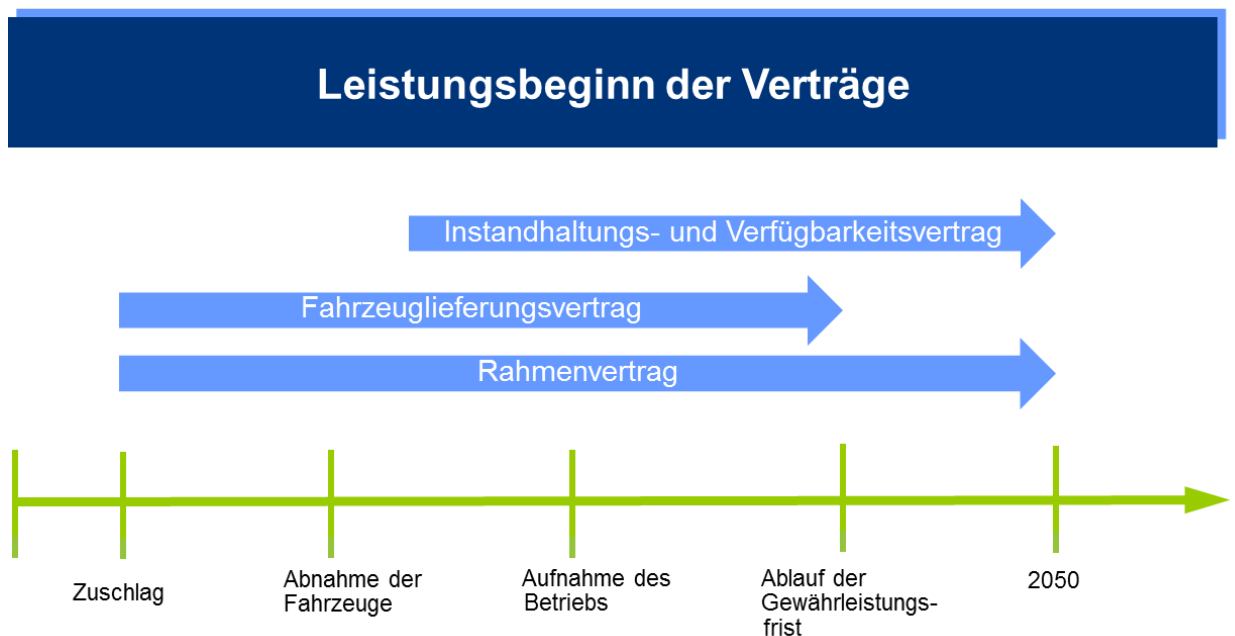 Leistungsbeginn der Verträge
Instandhaltungs- und Verfügbarkeitsvertrag
Fahrzeuglieferungsvertrag
Rahmenvertrag
Zuschlag
Abnahme der
Fahrzeuge
Aufnahme des
Betriebs
Ablauf der
Gewährleistungs-
frist
2050